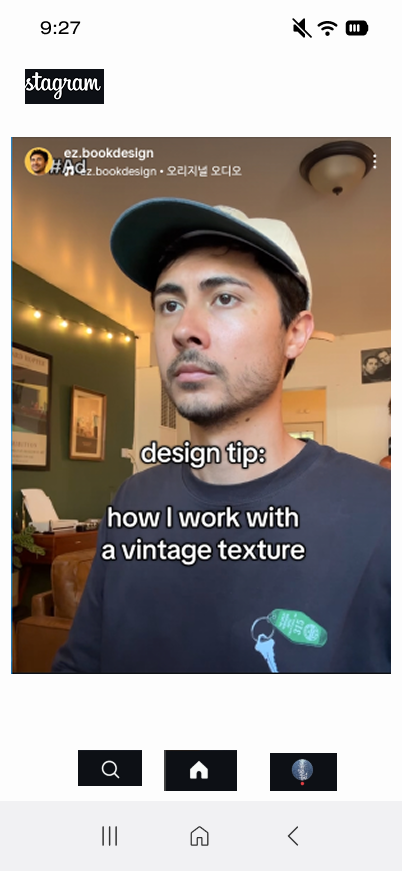 9:27
stagram
ez.bookdesign
#Ad
ez.bookdesign • 오리지널 오디오
design tip:
how I work with
a vintage texture